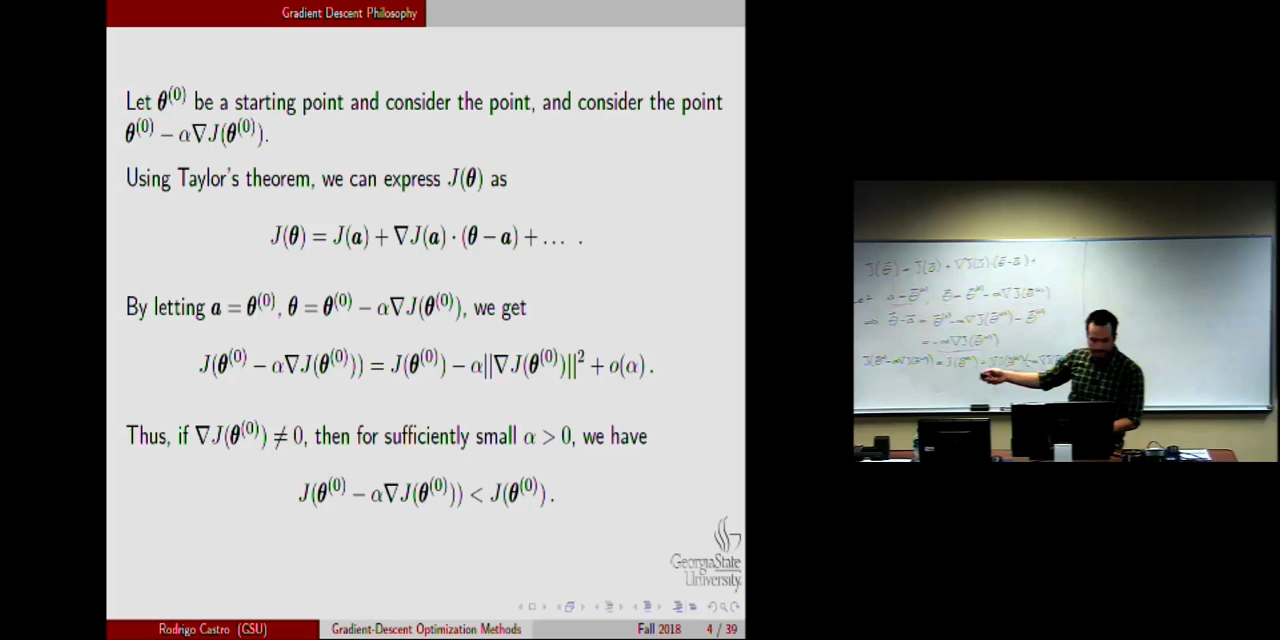 Gradient Descent Philosophy
Let θ⁽⁰⁾ be a starting point and consider the point, and consider the point
θ⁽⁰⁾ − α∇J(θ⁽⁰⁾).
Using Taylor's theorem, we can express J(θ) as
J(θ) = J(a) + ∇J(a) · (θ − a) + … .
By letting a = θ⁽⁰⁾, θ = θ⁽⁰⁾ − α∇J(θ⁽⁰⁾), we get
J(θ⁽⁰⁾ − α∇J(θ⁽⁰⁾)) = J(θ⁽⁰⁾) − α||∇J(θ⁽⁰⁾)||² + o(α) .
Thus, if ∇J(θ⁽⁰⁾) ≠ 0, then for sufficiently small α > 0, we have
J(θ⁽⁰⁾ − α∇J(θ⁽⁰⁾)) < J(θ⁽⁰⁾) .
GeorgiaState
University.
Rodrigo Castro (GSU) Gradient-Descent Optimization Methods Fall 2018 4 / 39